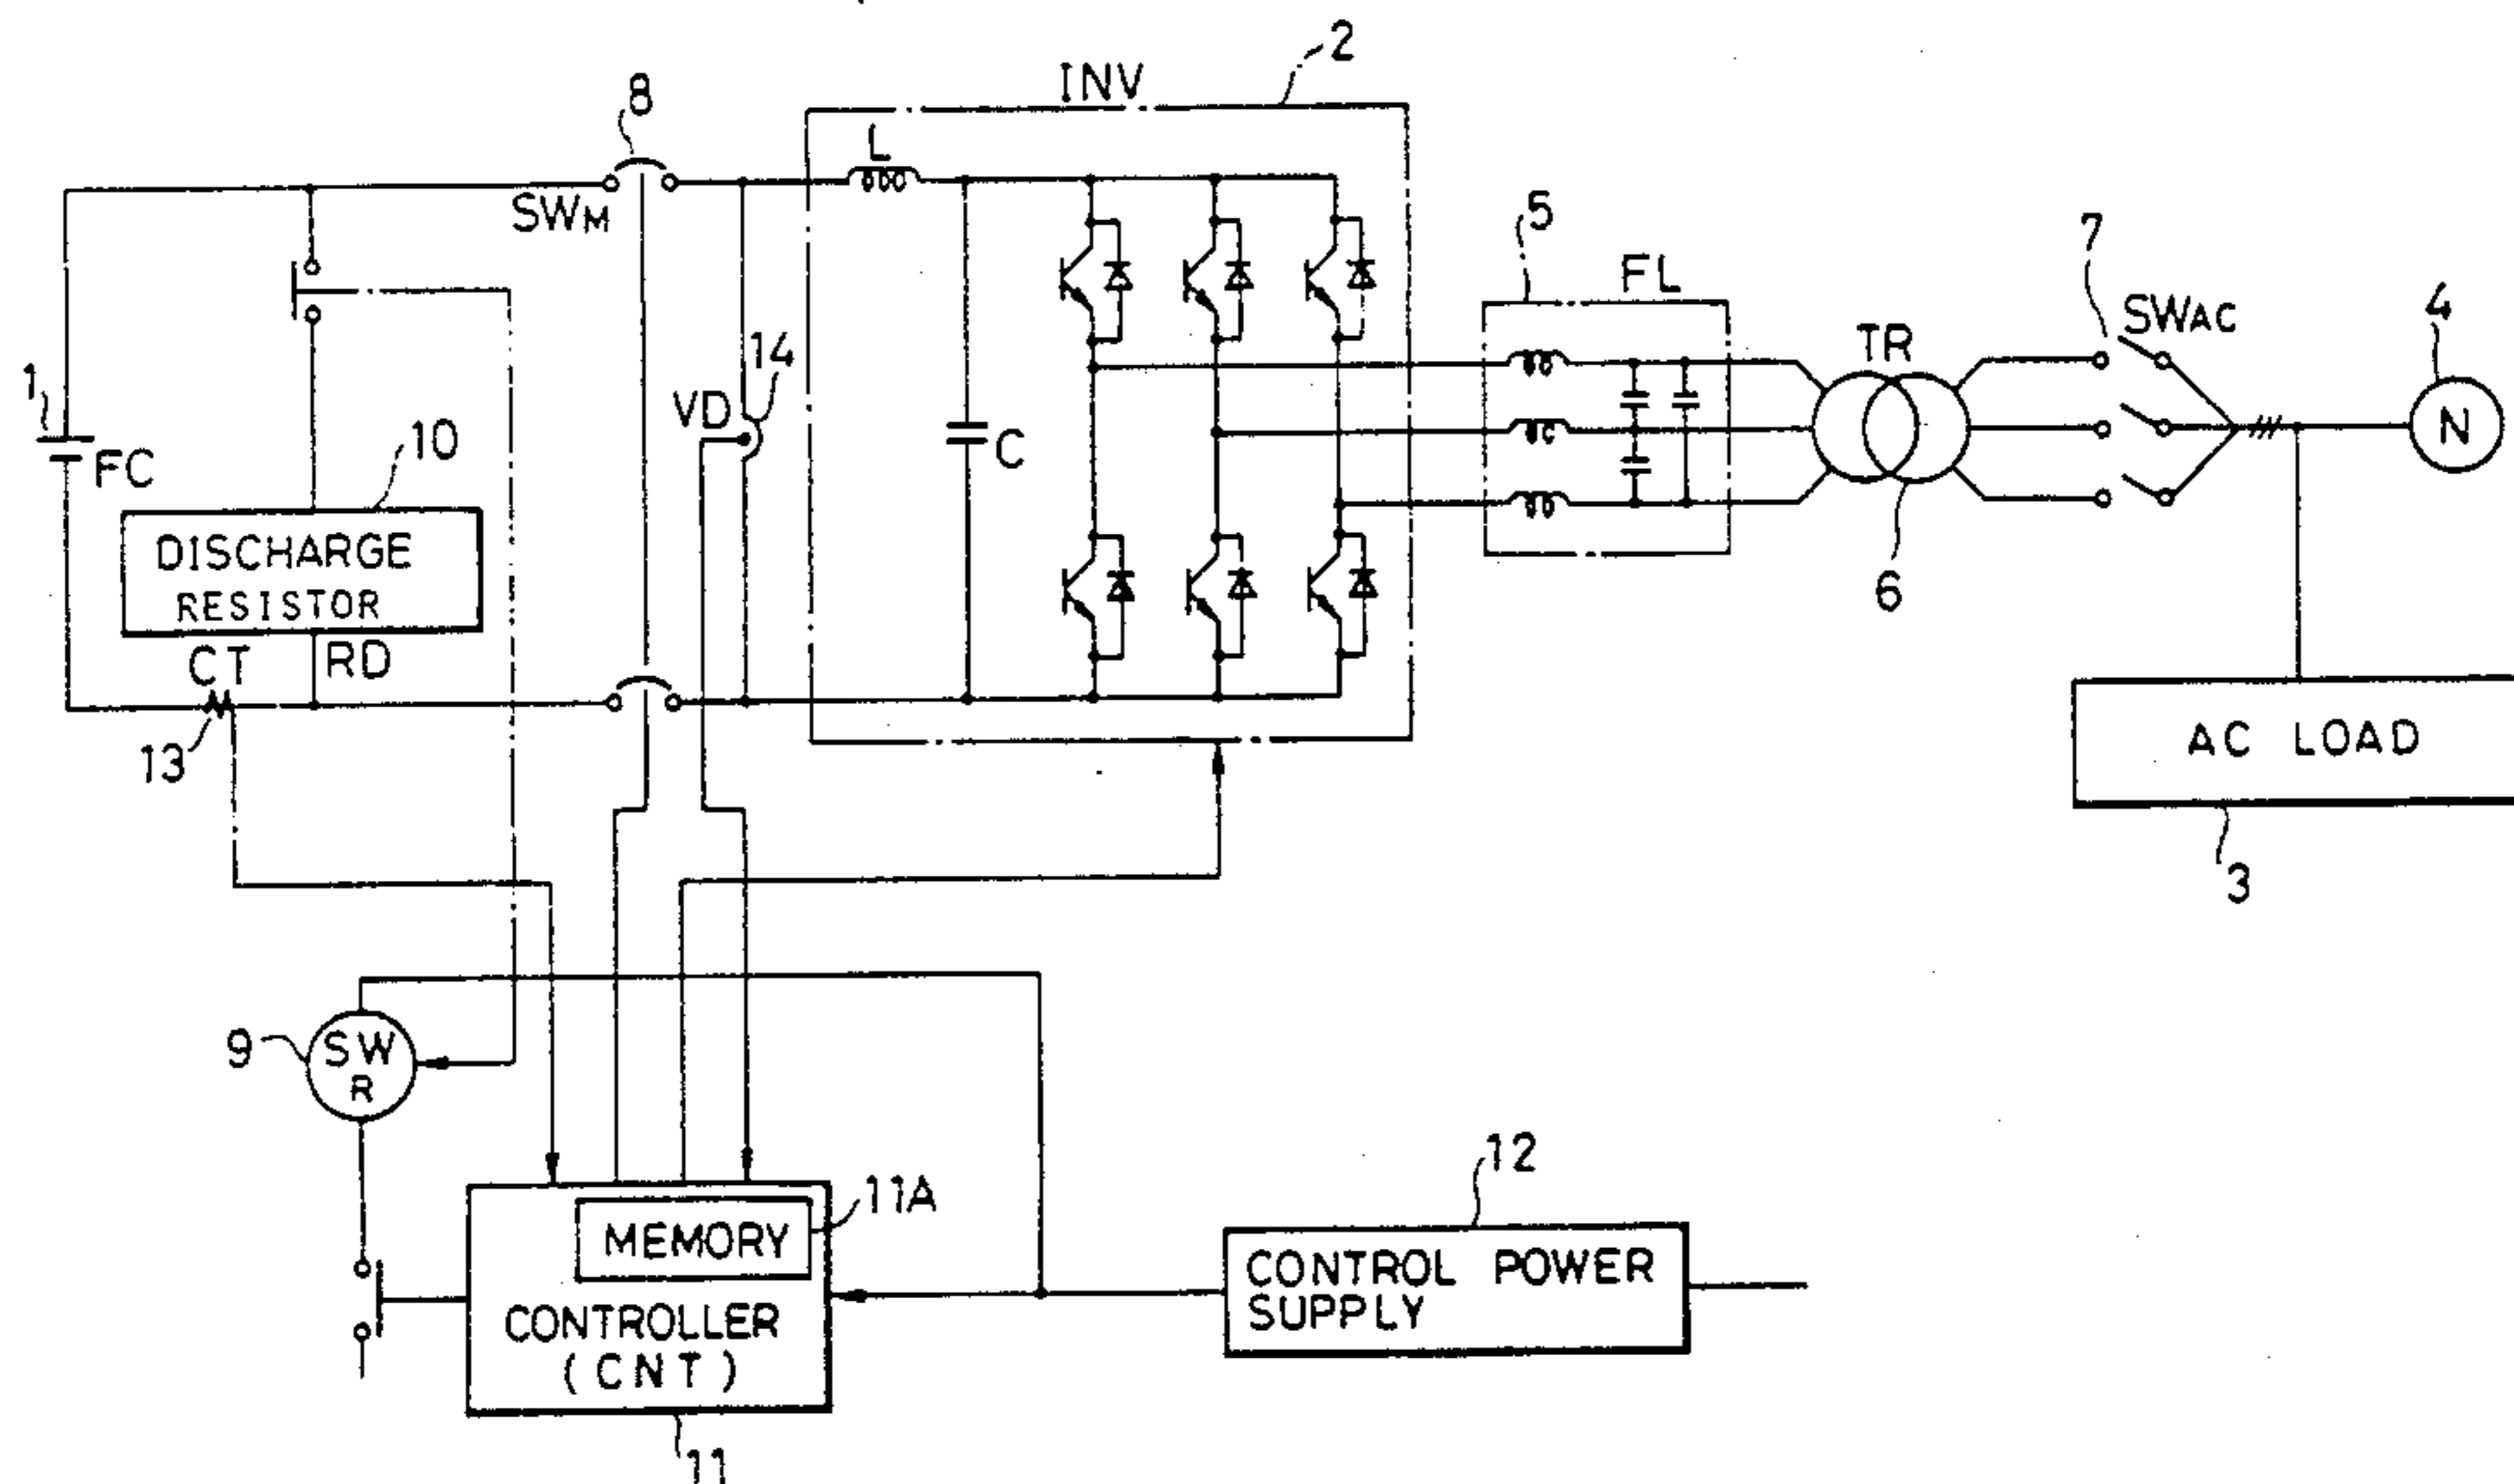 2
INV
8
L
SWM
5
FL
7
SWAC
4
TR
14
1
VD
N
10
FC
C
DISCHARGE
RESISTOR
6
CT
RD
13
AC LOAD
3
9
SW
R
12
11A
MEMORY
CONTROL POWER
SUPPLY
CONTROLLER
(CNT)
11